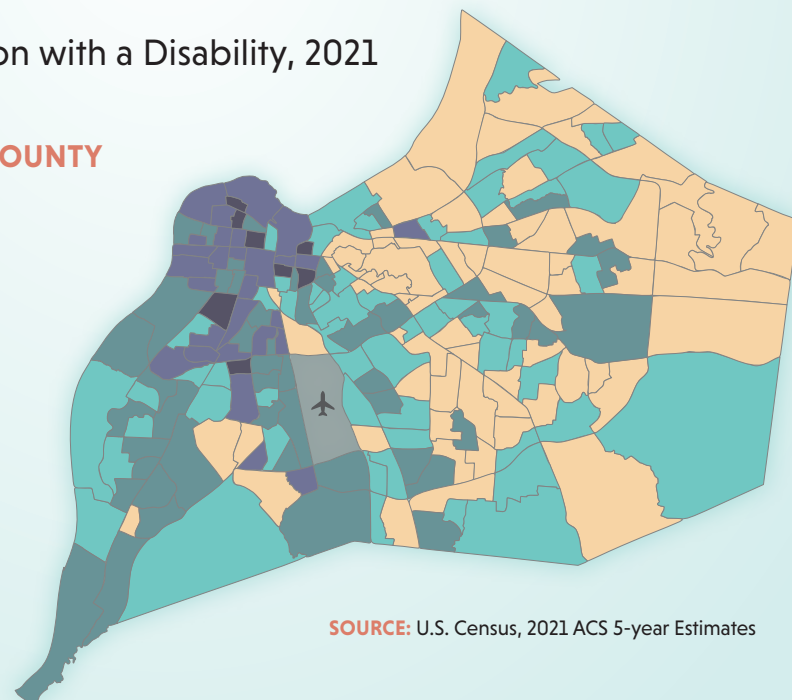 on with a Disability, 2021
OUNTY
SOURCE: U.S. Census, 2021 ACS 5-year Estimates